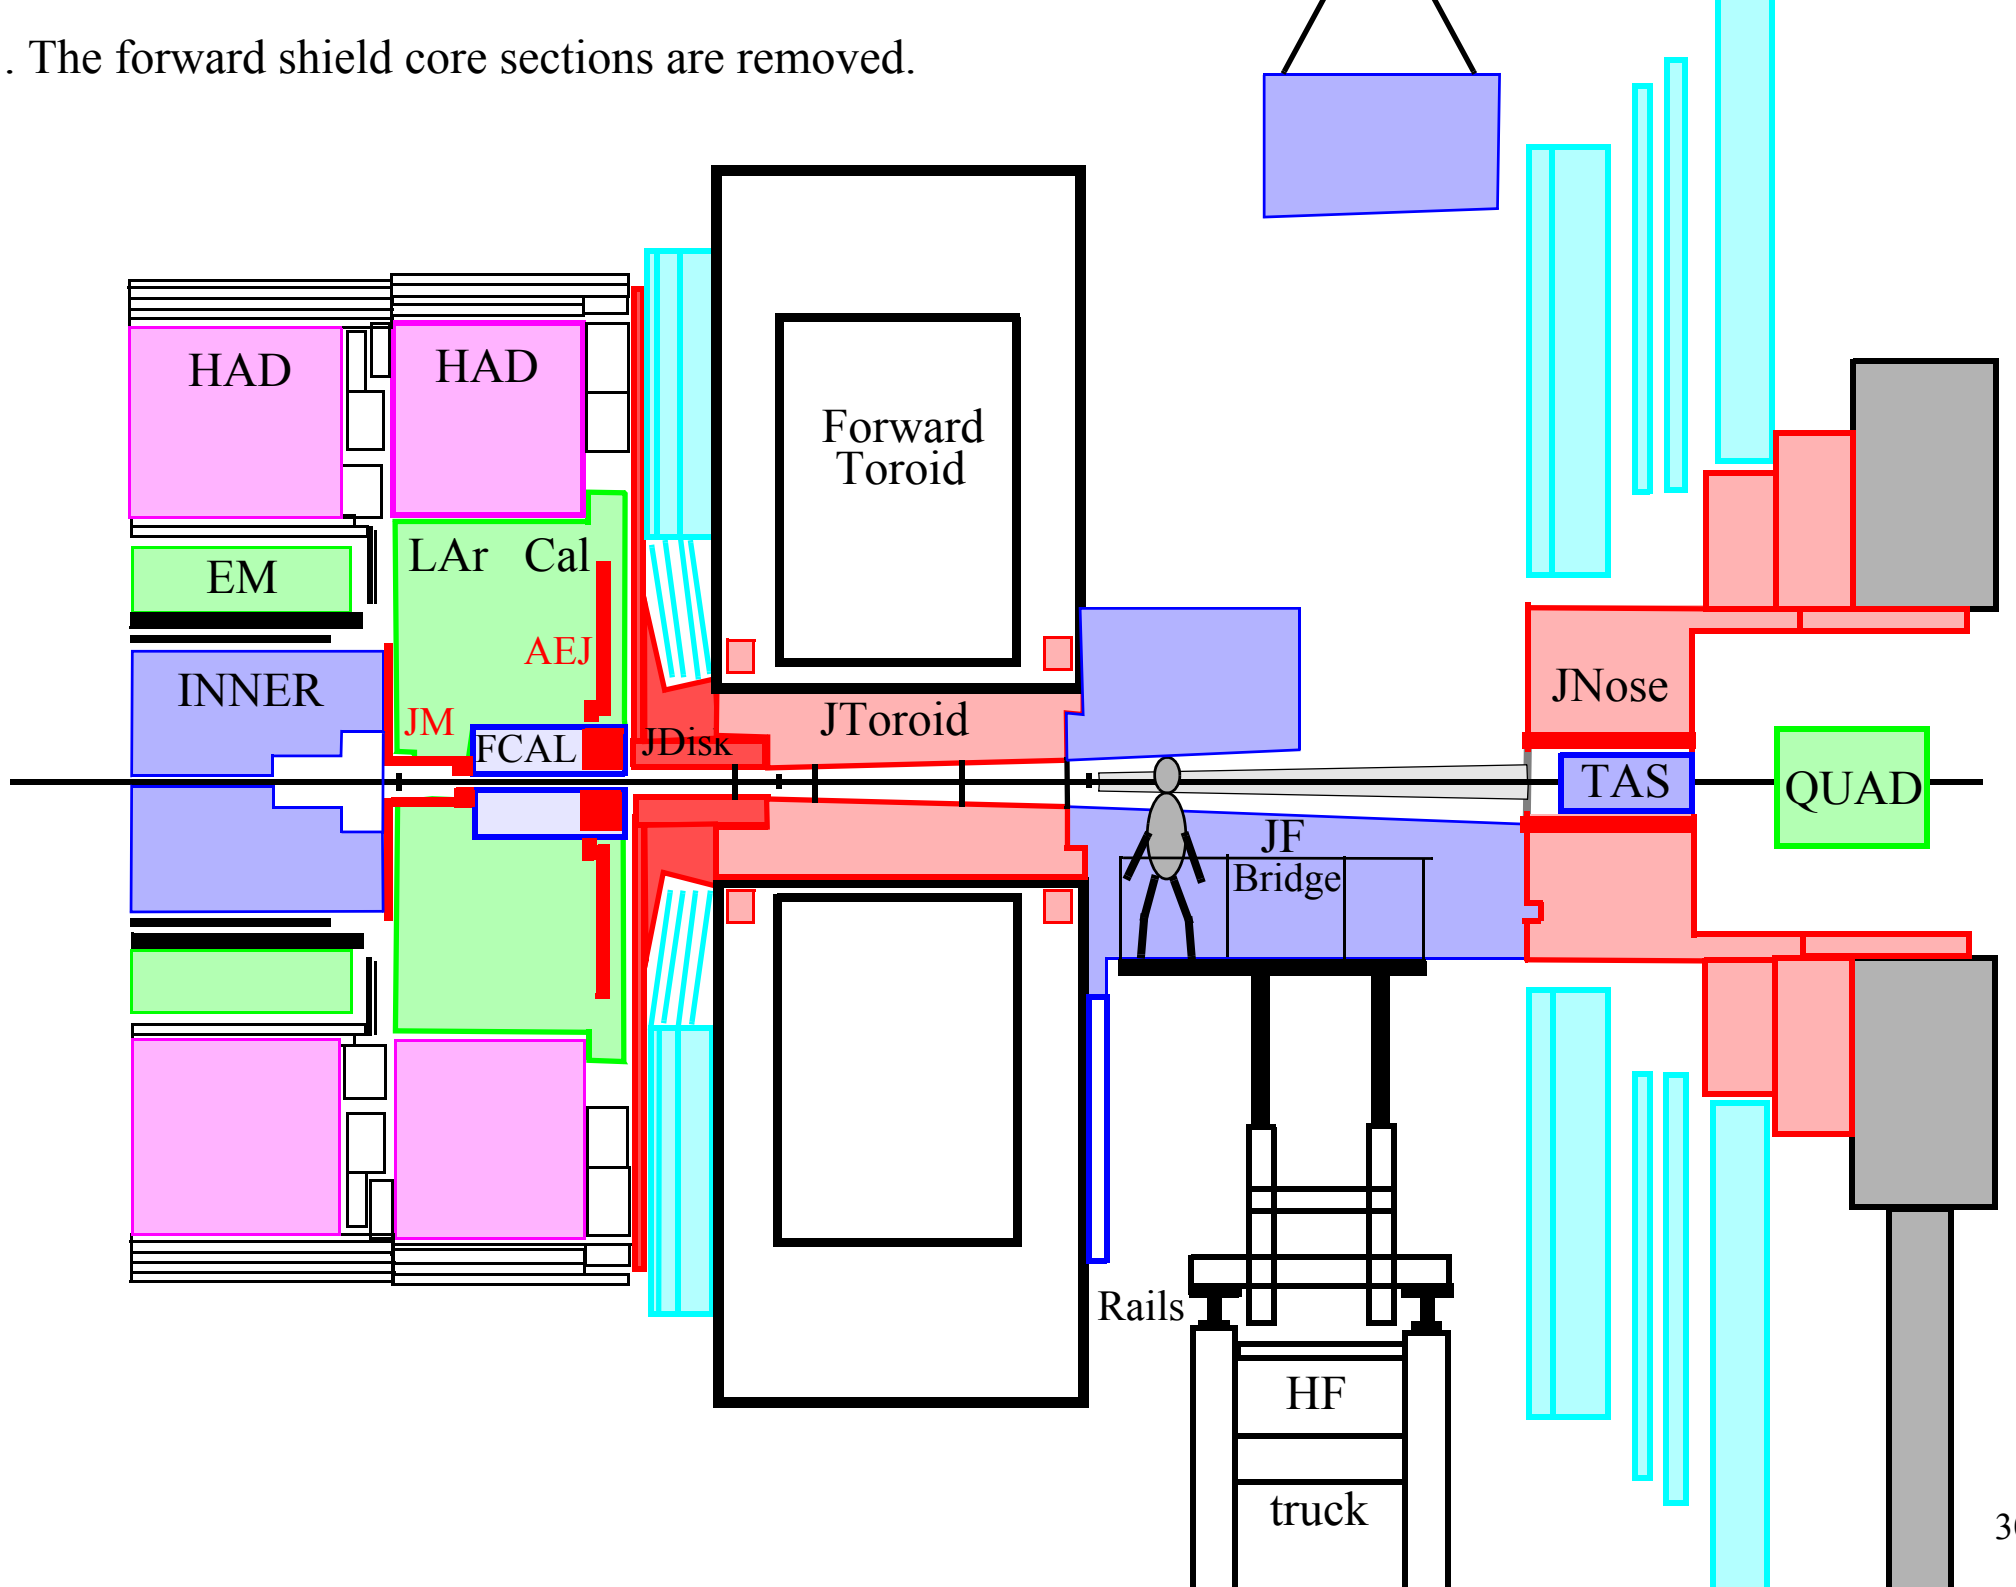 . The forward shield core sections are removed.
HAD
HAD
Forward
Toroid
LAr Cal
EM
AEJ
INNER
JM
FCAL
JDisk
JToroid
JNose
TAS
QUAD
JF
Bridge
Rails
HF
truck